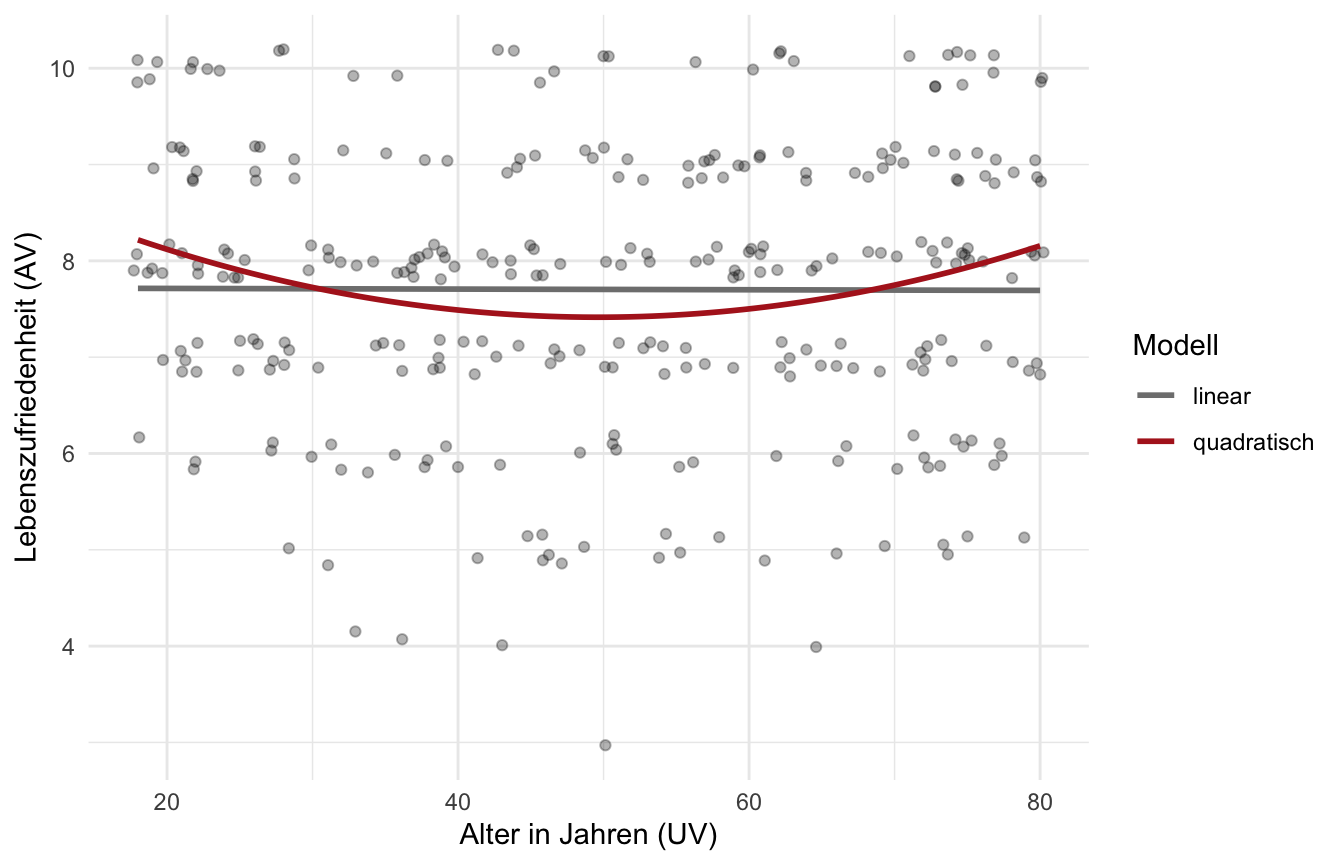 Lebenszufriedenheit (AV)
10
8
6
4
20 40 60 80
Alter in Jahren (UV)
Modell
linear
quadratisch